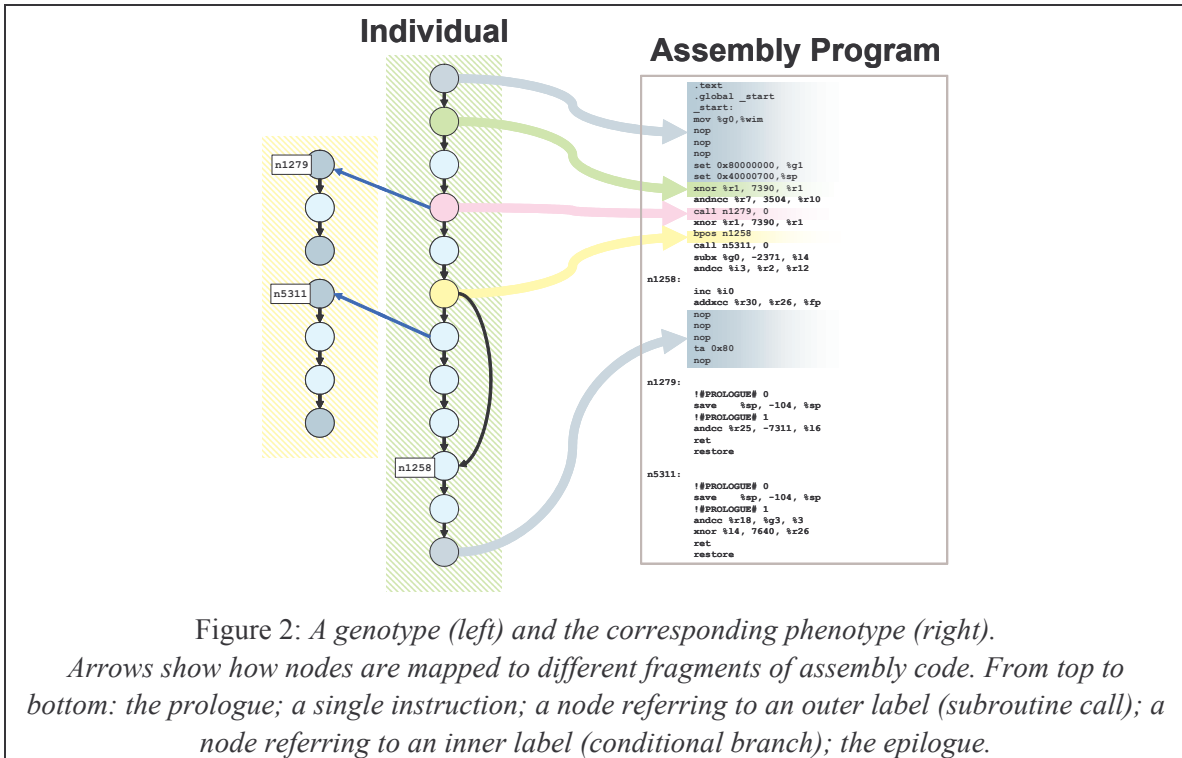 Individual
Assembly Program
n1279
n5311
n1258
.text
.global _start
_start:
mov %g0,%wim
nop
nop
nop
set 0x80000000, %g1
set 0x40000700,%sp
xnor %r1, 7390, %r1
andncc %r7, 3504, %r10
call n1279, 0
xnor %r1, 7390, %r1
bpos n1258
call n5311, 0
subx %g0, -2371, %l4
andcc %i3, %r2, %r12
n1258:
inc %i0
addxcc %r30, %r26, %fp
nop
nop
nop
ta 0x80
nop
n1279:
!#PROLOGUE# 0
save %sp, -104, %sp
!#PROLOGUE# 1
andcc %r25, -7311, %l6
ret
restore
n5311:
!#PROLOGUE# 0
save %sp, -104, %sp
!#PROLOGUE# 1
andcc %r18, %g3, %3
xnor %l4, 7640, %r26
ret
restore
Figure 2: A genotype (left) and the corresponding phenotype (right).
Arrows show how nodes are mapped to different fragments of assembly code. From top to
bottom: the prologue; a single instruction; a node referring to an outer label (subroutine call); a
node referring to an inner label (conditional branch); the epilogue.